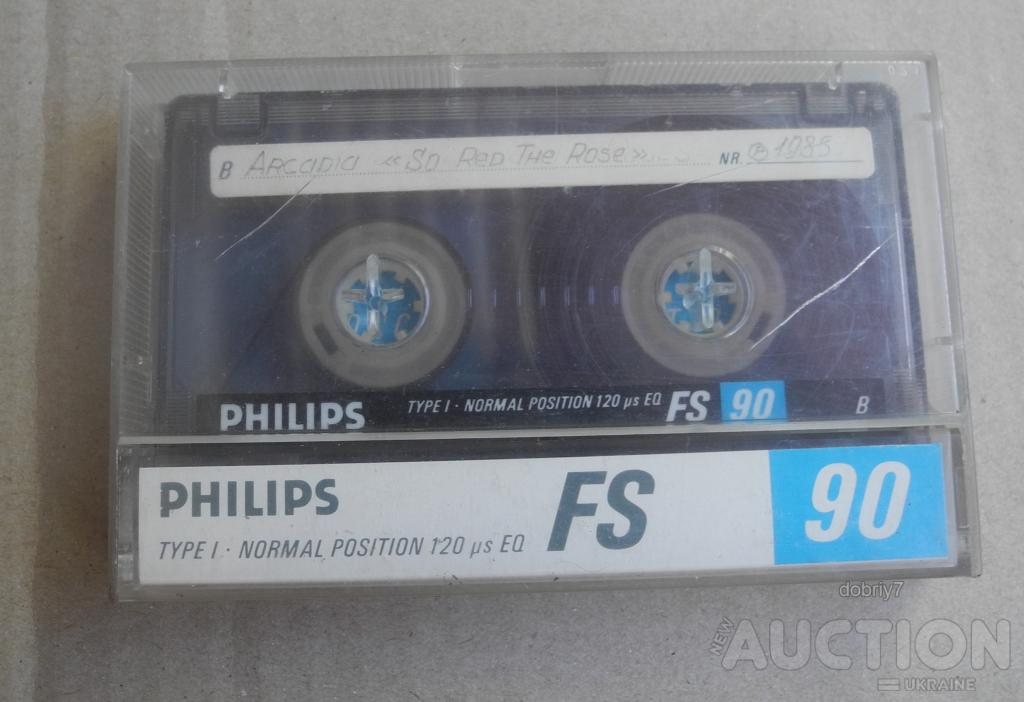 B Arcadia «So Red The Rose» NR. ℗ 1985
PHILIPS TYPE I · NORMAL POSITION 120 µs EQ FS 90 B
PHILIPS FS 90
TYPE I · NORMAL POSITION 120 µs EQ
dobriy7
NEW AUCTION
UKRAINE